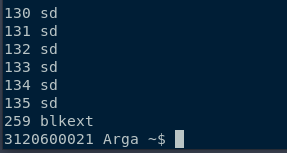 130 sd
131 sd
132 sd
133 sd
134 sd
135 sd
259 blkext
3120600021 Arga ~$